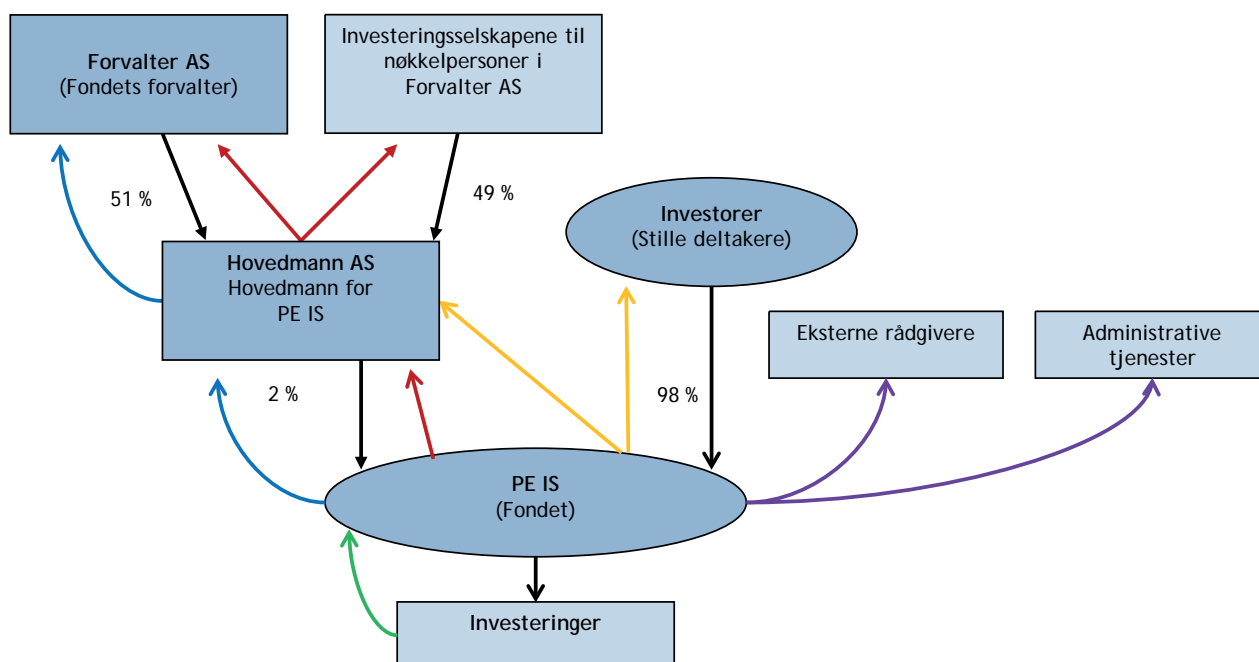 Forvalter AS
(Fondets forvalter)
Investeringsselskapene til
nøkkelpersoner i
Forvalter AS
51 %
49 %
Investorer
(Stille deltakere)
Hovedmann AS
Hovedmann for
PE IS
Eksterne rådgivere
Administrative
tjenester
2 %
98 %
PE IS
(Fondet)
Investeringer